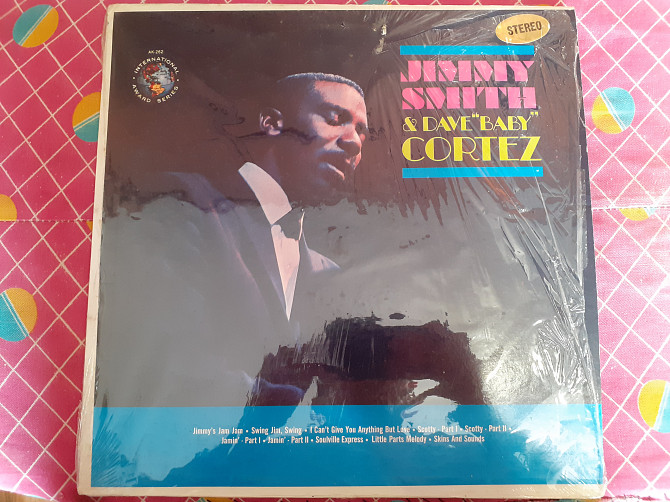 STEREO
AK-262
INTERNATIONAL
AWARD SERIES
JIMMY
SMITH
& DAVE "BABY"
CORTEZ
Jimmy's Jam Jam • Swing Jim, Swing • I Can't Give You Anything But Love • Scotty - Part I • Scotty - Part II •
Jamin' - Part I • Jamin' - Part II • Soulville Express • Little Parts Melody • Skins And Sounds